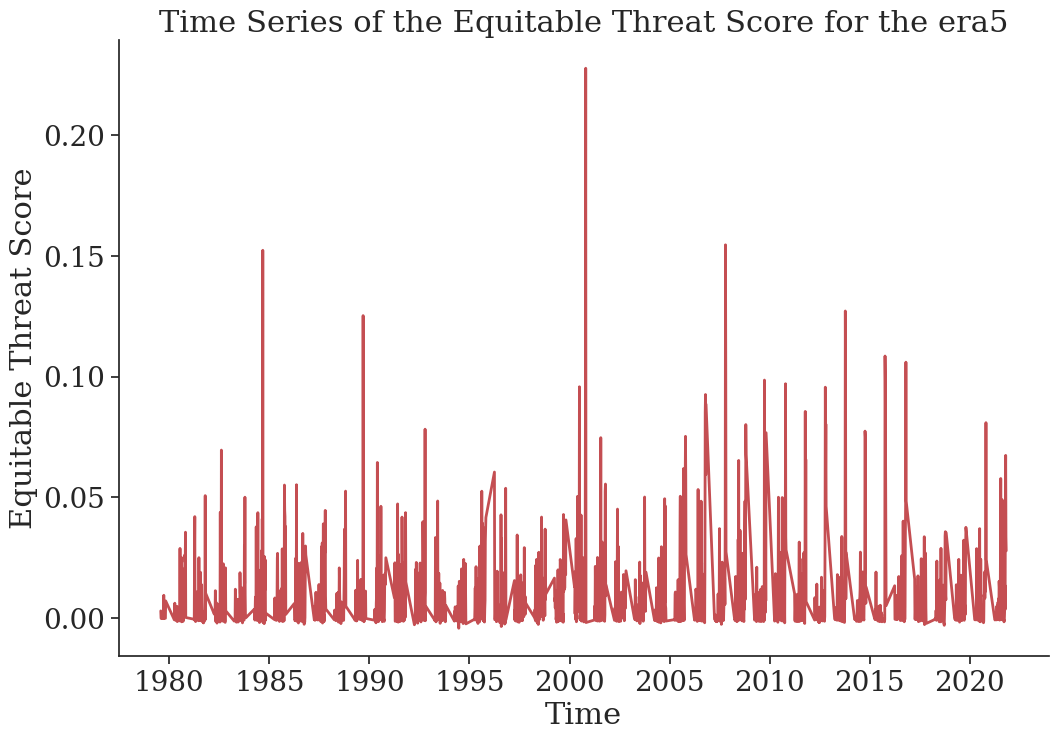 Time Series of the Equitable Threat Score for the era5
Equitable Threat Score
0.20
0.15
0.10
0.05
0.00
1980 1985 1990 1995 2000 2005 2010 2015 2020
Time